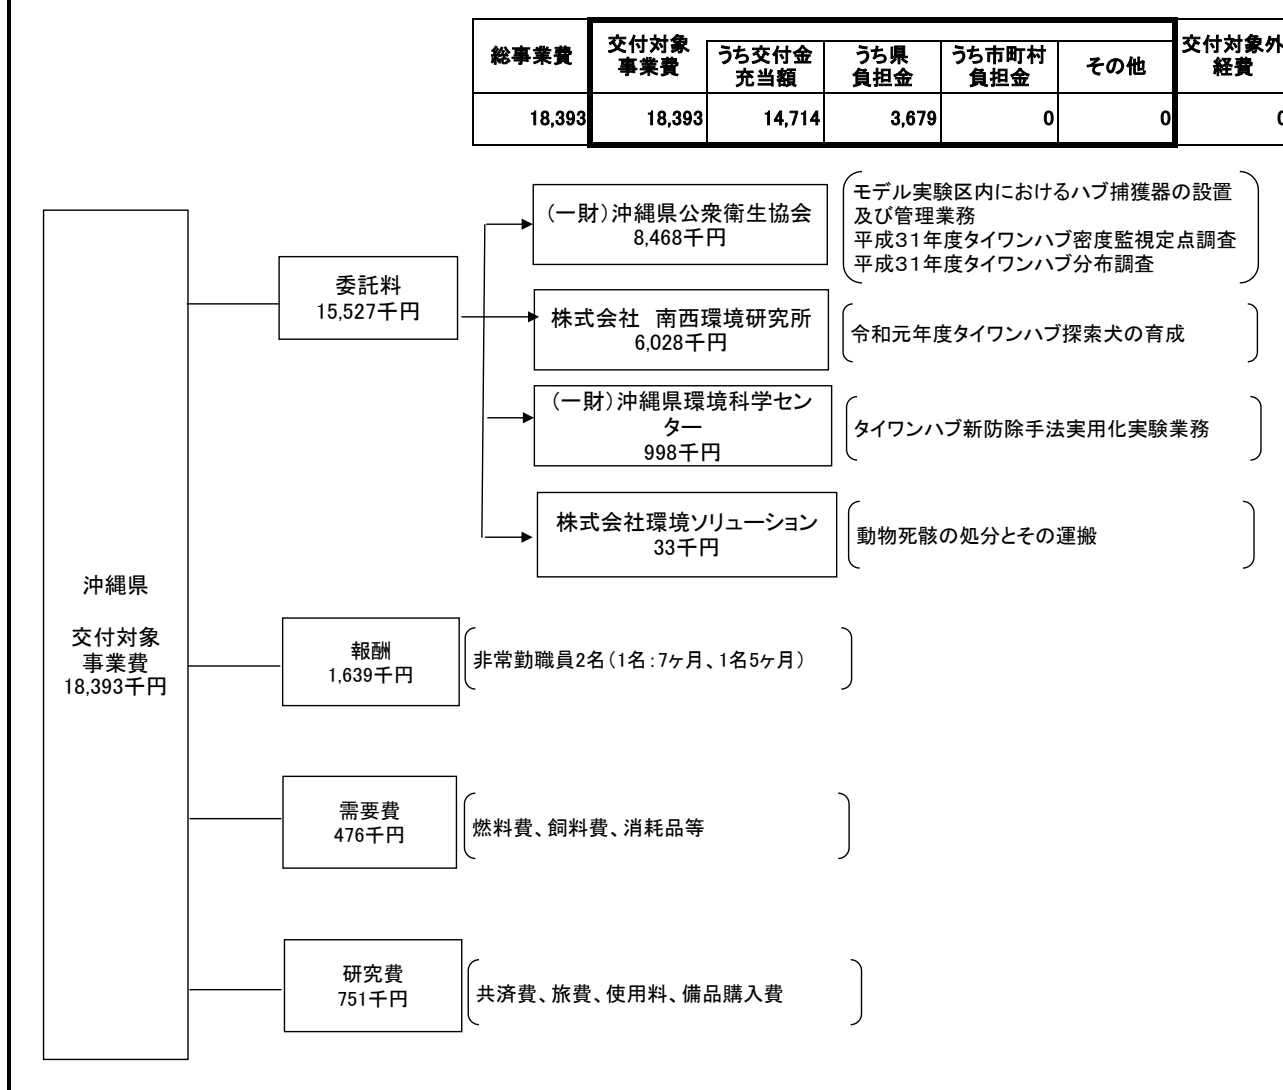 総事業費
交付対象
事業費
うち交付金
充当額
うち県
負担金
うち市町村
負担金
その他
交付対象外
経費
18,393
18,393
14,714
3,679
0
0
0
沖縄県
交付対象
事業費
18,393千円
委託料
15,527千円
(一財)沖縄県公衆衛生協会
8,468千円
モデル実験区内におけるハブ捕獲器の設置
及び管理業務
平成31年度タイワンハブ密度監視定点調査
平成31年度タイワンハブ分布調査
株式会社 南西環境研究所
6,028千円
令和元年度タイワンハブ探索犬の育成
(一財)沖縄県環境科学セン
ター
998千円
タイワンハブ新防除手法実用化実験業務
株式会社環境ソリューション
33千円
動物死骸の処分とその運搬
報酬
1,639千円
非常勤職員2名(1名:7ヶ月、1名5ヶ月)
需要費
476千円
燃料費、飼料費、消耗品等
研究費
751千円
共済費、旅費、使用料、備品購入費